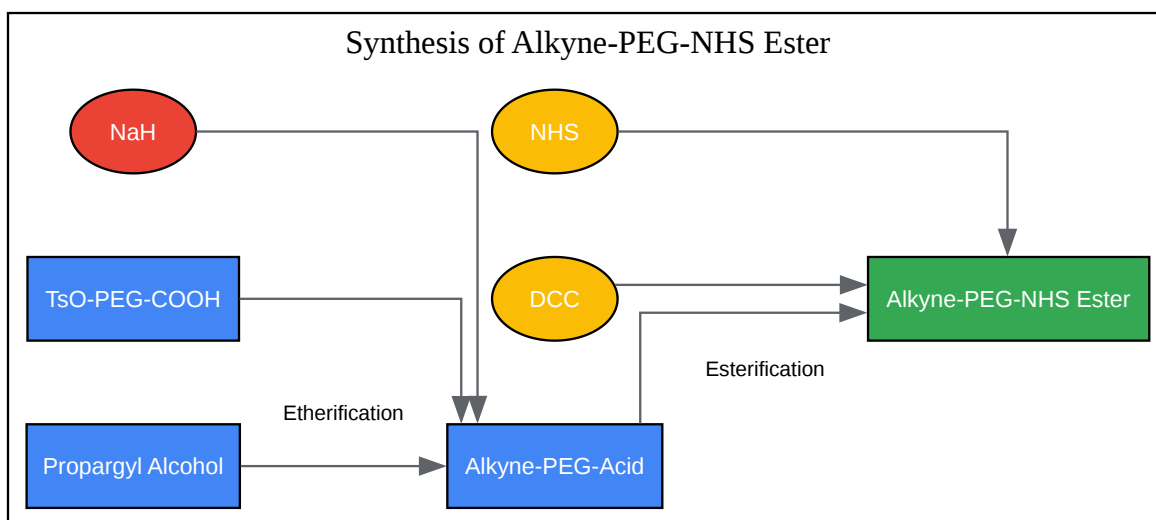 Synthesis of Alkyne-PEG-NHS Ester
NaH
NHS
TsO-PEG-COOH
DCC
Alkyne-PEG-NHS Ester
Esterification
Etherification
Propargyl Alcohol
Alkyne-PEG-Acid